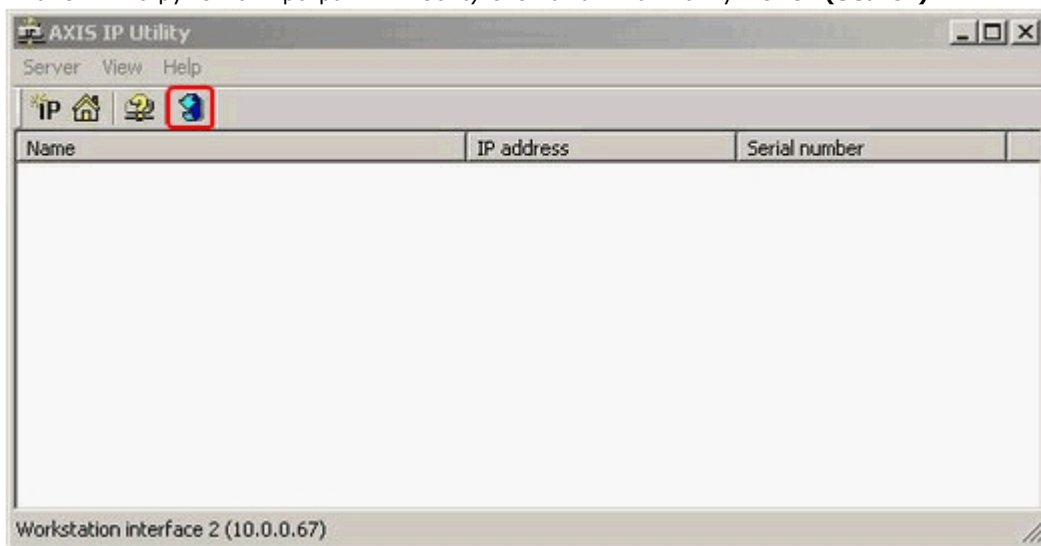 AXIS IP Utility
Server View Help
IP
Name IP address Serial number
Workstation interface 2 (10.0.0.67)